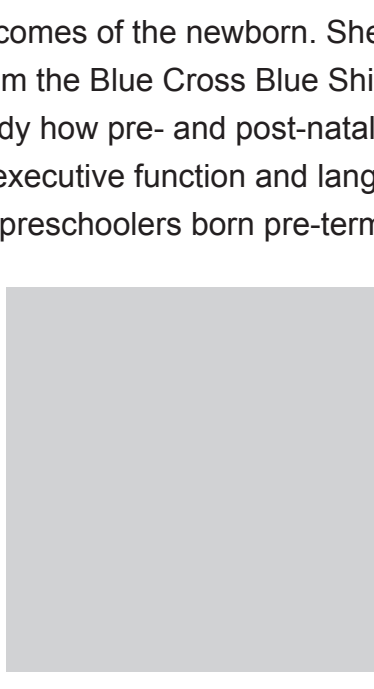 comes of the newborn. She
m the Blue Cross Blue Shi
dy how pre- and post-natal
executive function and lang
preschoolers born pre-term